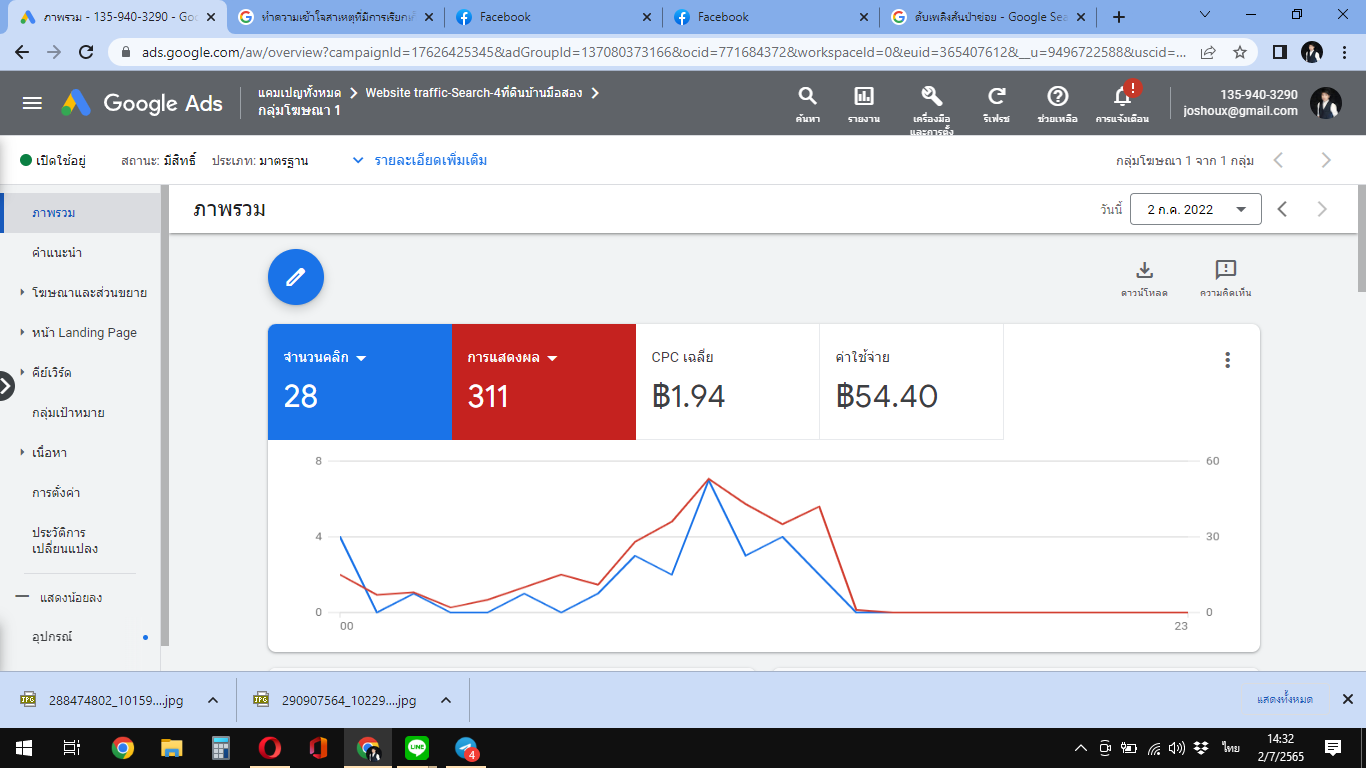 ภาพรวม - 135-940-3290 - Goo
ทำความเข้าใจสาเหตุที่มีการเรียกเก็
Facebook
Facebook
ดับเพลิงสั้นป่าช่อย - Google Sea
ads.google.com/aw/overview?campaignId=17626425345&adGroupId=137080373166&ocid=771684372&workspaceId=0&euid=365407612&__u=9496722588&uscid=...
Google Ads
แคมเปญทั้งหมด
Website traffic-Search-4ที่ดินบ้านมือสอง
กลุ่มโฆษณา 1
ค้นหา
รายงาน
เครื่องมือ
และการตั้ง
รีเฟรช
ช่วยเหลือ
!
การแจ้งเตือน
135-940-3290
joshoux@gmail.com
เปิดใช้อยู่
สถานะ: มีสิทธิ์
ประเภท: มาตรฐาน
รายละเอียดเพิ่มเติม
กลุ่มโฆษณา 1 จาก 1 กลุ่ม
ภาพรวม
คำแนะนำ
โฆษณาและส่วนขยาย
หน้า Landing Page
คีย์เวิร์ด
กลุ่มเป้าหมาย
เนื้อหา
การตั้งค่า
ประวัติการ
เปลี่ยนแปลง
แสดงน้อยลง
อุปกรณ์
ภาพรวม
วันนี้
2 ก.ค. 2022
ดาวน์โหลด
ความคิดเห็น
จำนวนคลิก
28
การแสดงผล
311
CPC เฉลี่ย
฿1.94
ค่าใช้จ่าย
฿54.40
8
60
4
30
0
0
00
23
288474802_10159....jpg
290907564_10229....jpg
แสดงทั้งหมด
4
ไทย
14:32
2/7/2565